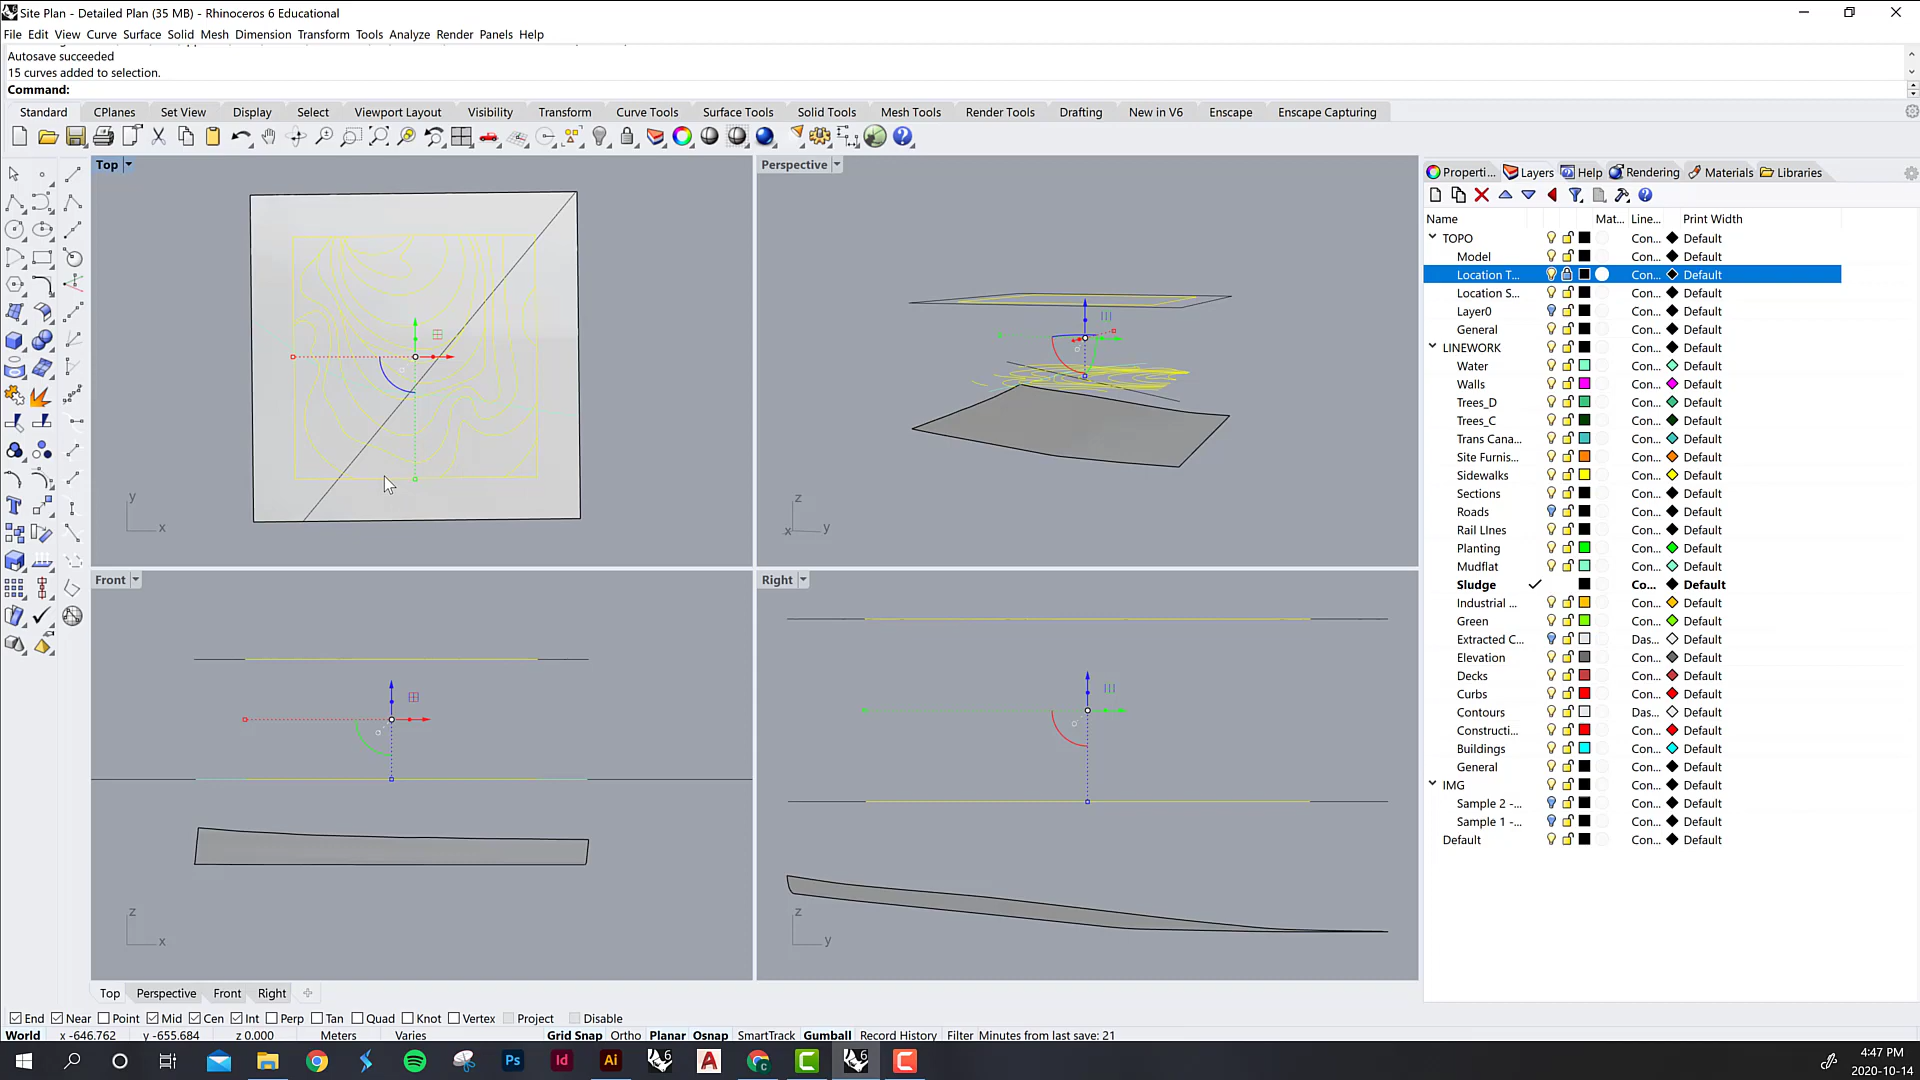 Site Plan - Detailed Plan (35 MB) - Rhinoceros 6 Educational
File Edit View Curve Surface Solid Mesh Dimension Transform Tools Analyze Render Panels Help
Autosave succeeded
15 curves added to selection.
Command:
Standard CPlanes Set View Display Select Viewport Layout Visibility Transform Curve Tools Surface Tools Solid Tools Mesh Tools Render Tools Drafting New in V6 Enscape Enscape Capturing
Top
Perspective
y
x
z
x y
Front
Right
z
x
z
y
Properti... Layers Help Rendering Materials Libraries
Name Mat... Line... Print Width
TOPO Con... Default
Model Con... Default
Location T... Con... Default
Location S... Con... Default
Layer0 Con... Default
General Con... Default
LINEWORK Con... Default
Water Con... Default
Walls Con... Default
Trees_D Con... Default
Trees_C Con... Default
Trans Cana... Con... Default
Site Furnis... Con... Default
Sidewalks Con... Default
Sections Con... Default
Roads Con... Default
Rail LInes Con... Default
Planting Con... Default
Mudflat Con... Default
Sludge Co... Default
Industrial ... Con... Default
Green Con... Default
Extracted C... Das... Default
Elevation Con... Default
Decks Con... Default
Curbs Con... Default
Contours Das... Default
Constructi... Con... Default
Buildings Con... Default
General Con... Default
IMG Con... Default
Sample 2 -... Con... Default
Sample 1 -... Con... Default
Default Con... Default
Top Perspective Front Right
End Near Point Mid Cen Int Perp Tan Quad Knot Vertex Project Disable
World x -646.762 y -655.684 z 0.000 Meters Varies Grid Snap Ortho Planar Osnap SmartTrack Gumball Record History Filter Minutes from last save: 21
Ps Id Ai 6 A C C 6 C
4:47 PM
2020-10-14